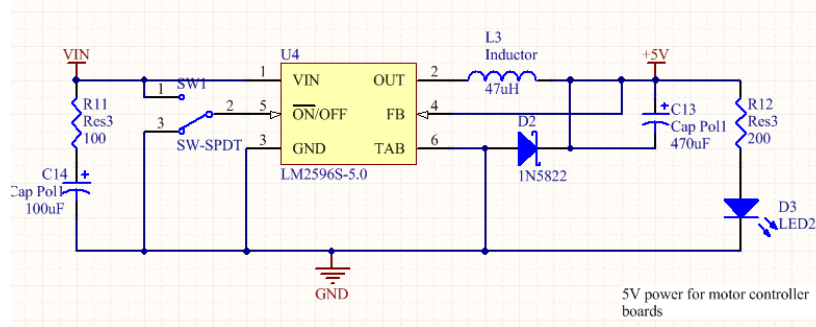 VIN
U4
L3
Inductor
47uH
+5V
1
VIN
OUT
2
SW1
1
R11
Res3
100
2
5
ON/OFF
FB
4
C13
Cap Pol1
470uF
R12
Res3
200
3
SW-SPDT
3
GND
TAB
6
D2
1N5822
LM2596S-5.0
C14
Cap Pol1
100uF
D3
LED2
GND
5V power for motor controller
boards